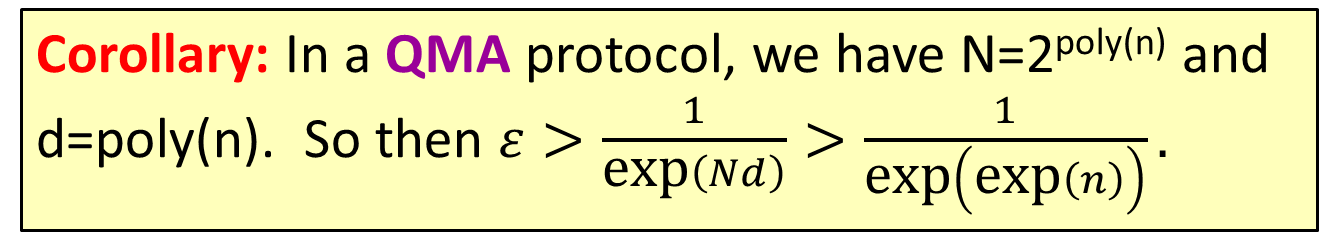 Corollary: In a QMA protocol, we have N=2^poly(n) and
d=poly(n). So then ε > 1/exp(Nd) > 1/exp(exp(n)).